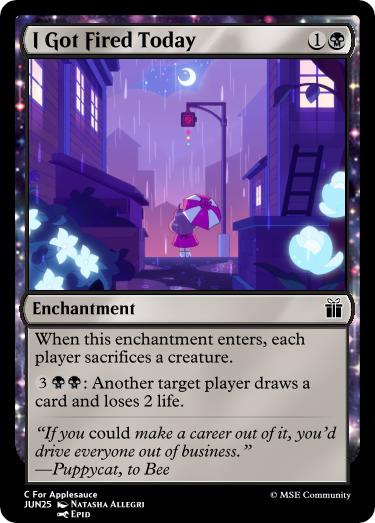 I Got Fired Today 1
Enchantment
When this enchantment enters, each
player sacrifices a creature.
3 : Another target player draws a
card and loses 2 life.
"If you could make a career out of it, you'd
drive everyone out of business."
—Puppycat, to Bee
C For Applesauce
JUN25 Natasha Allegri
Epid
© MSE Community